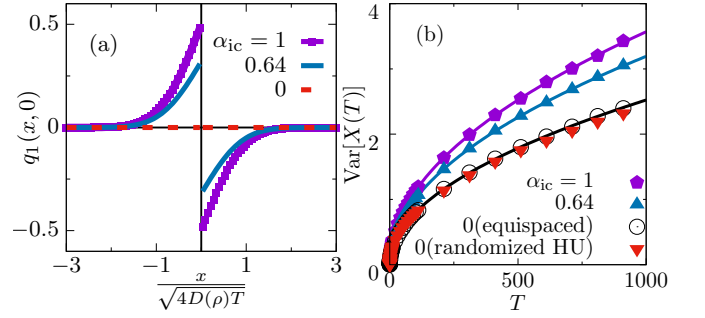 (a)
α_ic = 1
0.64
0
q_1(x, 0)
0.5
0
−0.5
−3
−1
1
3
x
√4D(ρ)T
(b)
Var[X(T)]
4
2
0
α_ic = 1
0.64
0(equispaced)
0(randomized HU)
0
500
1000
T